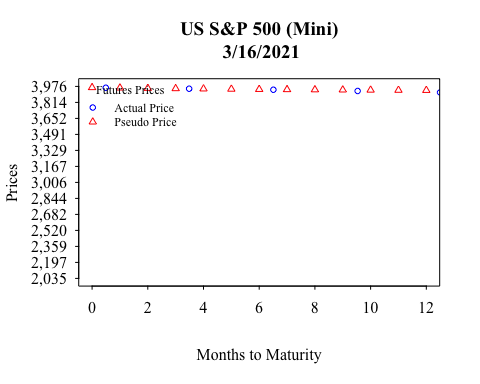 US S&P 500 (Mini)
3/16/2021
Prices
3,976
3,814
3,652
3,491
3,329
3,167
3,006
2,844
2,682
2,520
2,359
2,197
2,035
Futures Prices
Actual Price
Pseudo Price
0 2 4 6 8 10 12
Months to Maturity